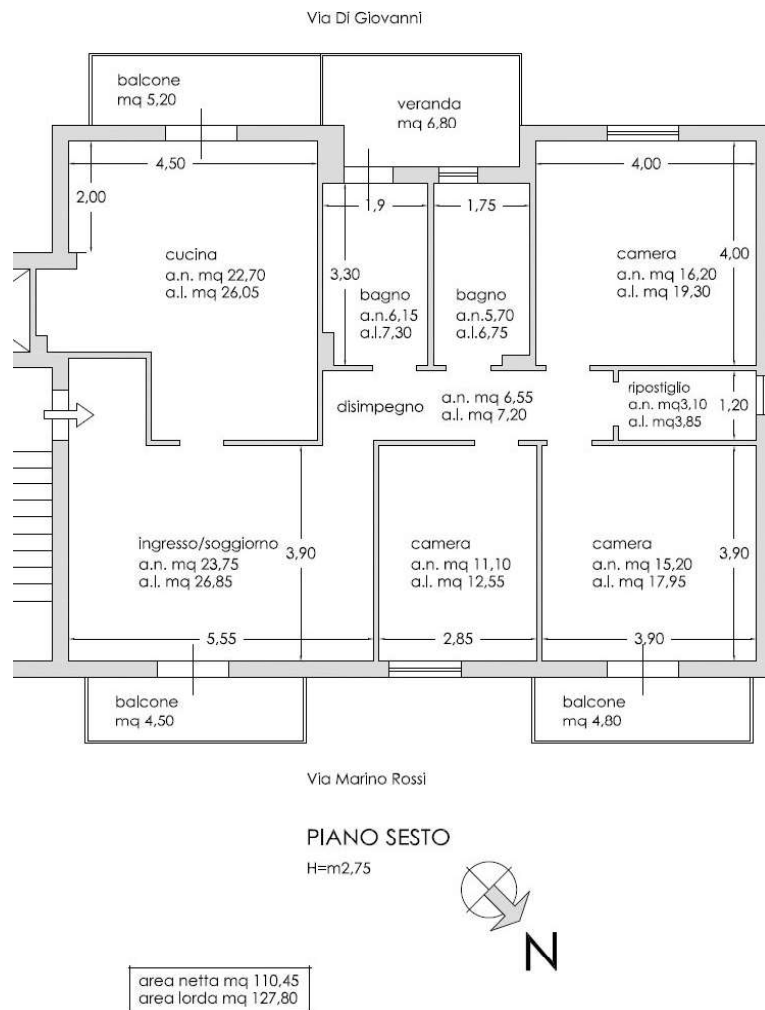 Via Di Giovanni
balcone
mq 5,20
veranda
mq 6,80
4,50
2,00
1,9
1,75
4,00
4,00
cucina
a.n. mq 22,70
a.l. mq 26,05
3,30
bagno
a.n.6,15
a.l.7,30
bagno
a.n.5,70
a.l.6,75
camera
a.n. mq 16,20
a.l. mq 19,30
disimpegno
a.n. mq 6,55
a.l. mq 7,20
ripostiglio
a.n. mq3,10
a.l. mq3,85
1,20
ingresso/soggiorno
a.n. mq 23,75
a.l. mq 26,85
3,90
camera
a.n. mq 11,10
a.l. mq 12,55
camera
a.n. mq 15,20
a.l. mq 17,95
3,90
5,55
2,85
3,90
balcone
mq 4,50
balcone
mq 4,80
Via Marino Rossi
PIANO SESTO
H=m2,75
N
area netta mq 110,45
area lorda mq 127,80